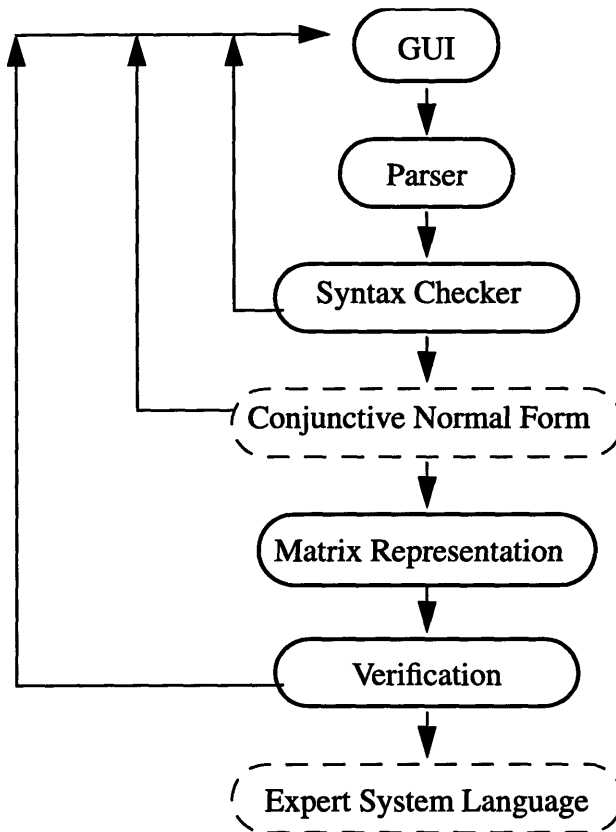 GUI
Parser
Syntax Checker
Conjunctive Normal Form
Matrix Representation
Verification
Expert System Language